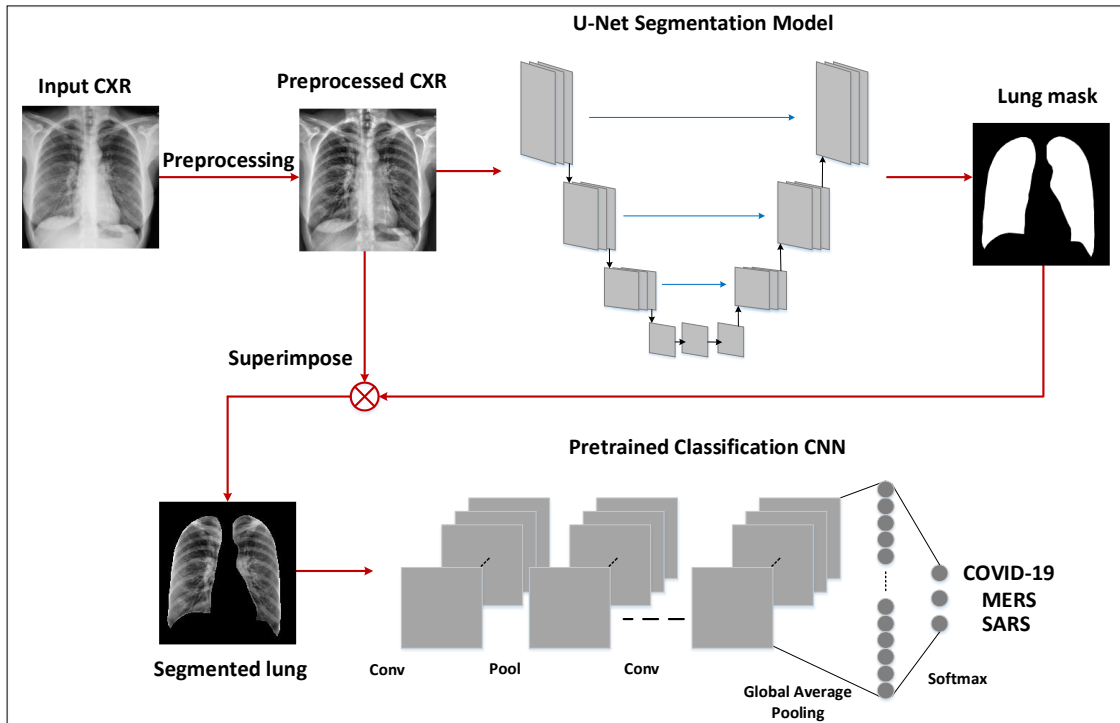 U-Net Segmentation Model
Input CXR
Preprocessed CXR
Lung mask
Preprocessing
Superimpose
Pretrained Classification CNN
COVID-19
MERS
SARS
Segmented lung
Conv
Pool
Conv
Global Average
Pooling
Softmax